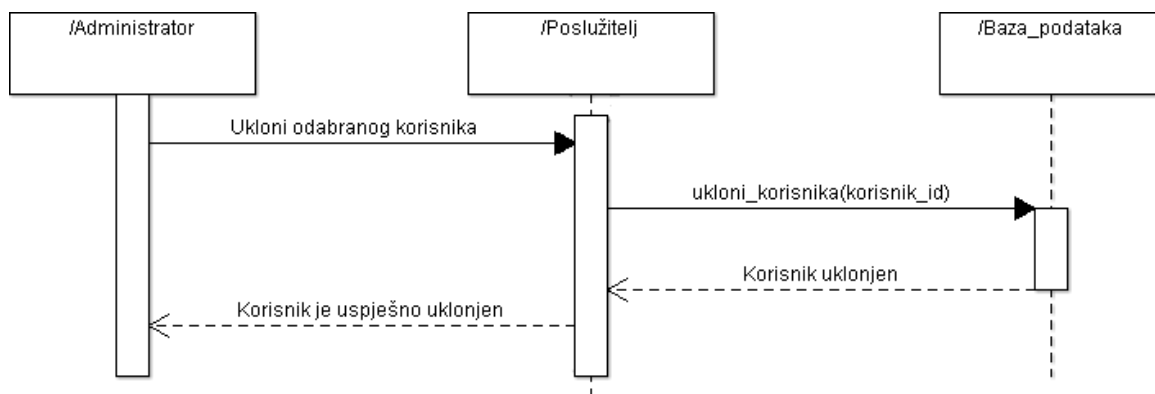 /Administrator
/Poslužitelj
/Baza_podataka
Ukloni odabranog korisnika
ukloni_korisnika(korisnik_id)
Korisnik uklonjen
Korisnik je uspješno uklonjen